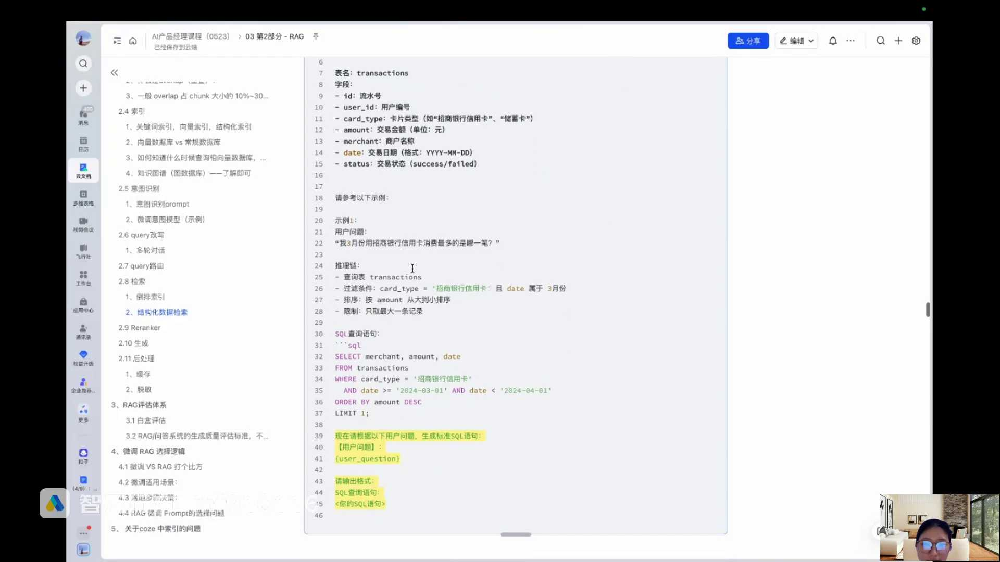 AI产品经理课程（0523） > 03 第2部分 - RAG
已经保存到云端
分享
编辑
499
消息
日历
云文档
多维表格
视频会议
飞行社
工作台
应用中心
通讯录
权益升级
企业推荐...
更多
扣子
(4/9) : ...
3、一般 overlap 占 chunk 大小的 10%~30...
2.4 索引
1、关键词索引，向量索引，结构化索引
2、向量数据库 vs 常规数据库
3、如何知道什么时候查询相向量数据库，...
4、知识图谱（图数据库）——了解即可
2.5 意图识别
1、意图识别prompt
2、微调意图模型（示例）
2.6 query改写
1、多轮对话
2.7 query路由
2.8 检索
1、倒排索引
2、结构化数据检索
2.9 Reranker
2.10 生成
2.11 后处理
1、缓存
2、脱敏
3、RAG评估体系
3.1 白盒评估
3.2 RAG/问答系统的生成质量评估标准，不...
4、微调 RAG 选择逻辑
4.1 微调 VS RAG 打个比方
4.2 微调适用场景：
4.4 RAG 微调 Prompt的选择问题
5、 关于coze 中索引的问题
6
7 表名：transactions
8 字段：
9 - id：流水号
10 - user_id：用户编号
11 - card_type：卡片类型（如“招商银行信用卡”、“储蓄卡”）
12 - amount：交易金额（单位：元）
13 - merchant：商户名称
14 - date：交易日期（格式：YYYY-MM-DD）
15 - status：交易状态（success/failed）
16
17
18 请参考以下示例：
19
20 示例1：
21 用户问题：
22 “我3月份用招商银行信用卡消费最多的是哪一笔？”
23
24 推理链：
25 - 查询表 transactions
26 - 过滤条件：card_type = '招商银行信用卡' 且 date 属于 3月份
27 - 排序：按 amount 从大到小排序
28 - 限制：只取最大一条记录
29
30 SQL查询语句：
31 ```sql
32 SELECT merchant, amount, date
33 FROM transactions
34 WHERE card_type = '招商银行信用卡'
35 AND date >= '2024-03-01' AND date < '2024-04-01'
36 ORDER BY amount DESC
37 LIMIT 1;
38
39 现在请根据以下用户问题，生成标准SQL语句：
40 【用户问题】：
41 {user_question}
42
43 请输出格式：
44 SQL查询语句：
45 <你的SQL语句>
46